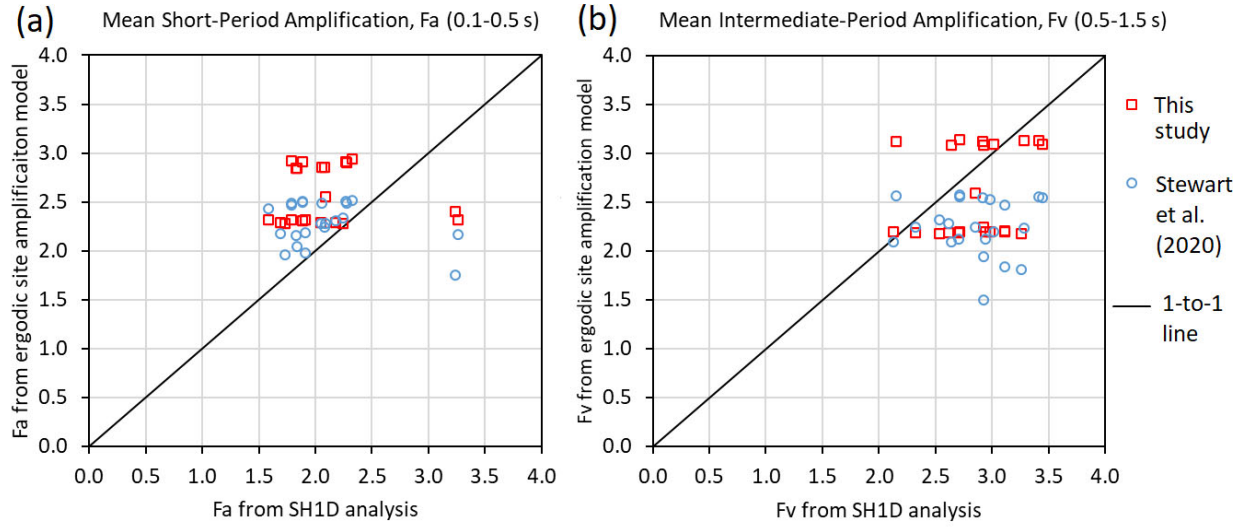 (a) Mean Short-Period Amplification, Fa (0.1-0.5 s)
Fa from ergodic site amplificaiton model
4.0
3.5
3.0
2.5
2.0
1.5
1.0
0.5
0.0
0.0 0.5 1.0 1.5 2.0 2.5 3.0 3.5 4.0
Fa from SH1D analysis
(b) Mean Intermediate-Period Amplification, Fv (0.5-1.5 s)
Fv from ergodic site amplification model
4.0
3.5
3.0
2.5
2.0
1.5
1.0
0.5
0.0
0.0 0.5 1.0 1.5 2.0 2.5 3.0 3.5 4.0
Fv from SH1D analysis
This
study
Stewart
et al.
(2020)
1-to-1
line